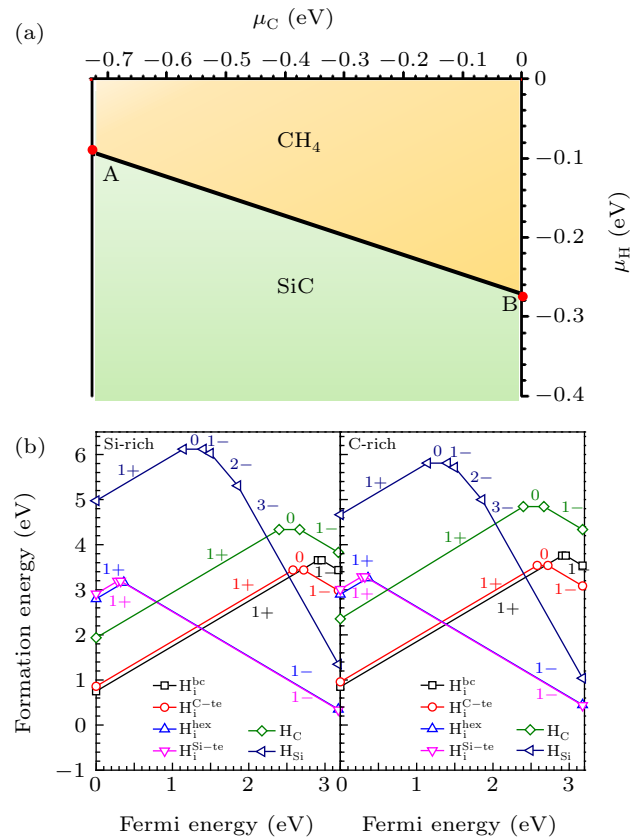 (a)
μC (eV)
−0.7 −0.6 −0.5 −0.4 −0.3 −0.2 −0.1 0
0
CH4
−0.1
A
−0.2
μH (eV)
SiC
B
−0.3
−0.4
(b)
Si-rich
C-rich
Formation energy (eV)
6
5
4
3
2
1
0
−1
1+ 0 1− 2− 3−
1+ 0 1−
1+ 0 1−
1+ 1−
1+ 1−
1+ 1−
1+ 0 1− 2− 3−
1+ 0 1−
1+ 0 1−
1+ 1−
1+ 1−
1+ 1−
Hibc
HiC−te
Hihex
HiSi−te
HC
HSi
Hibc
HiC−te
Hihex
HiSi−te
HC
HSi
0 1 2 3 0 1 2 3
Fermi energy (eV) Fermi energy (eV)